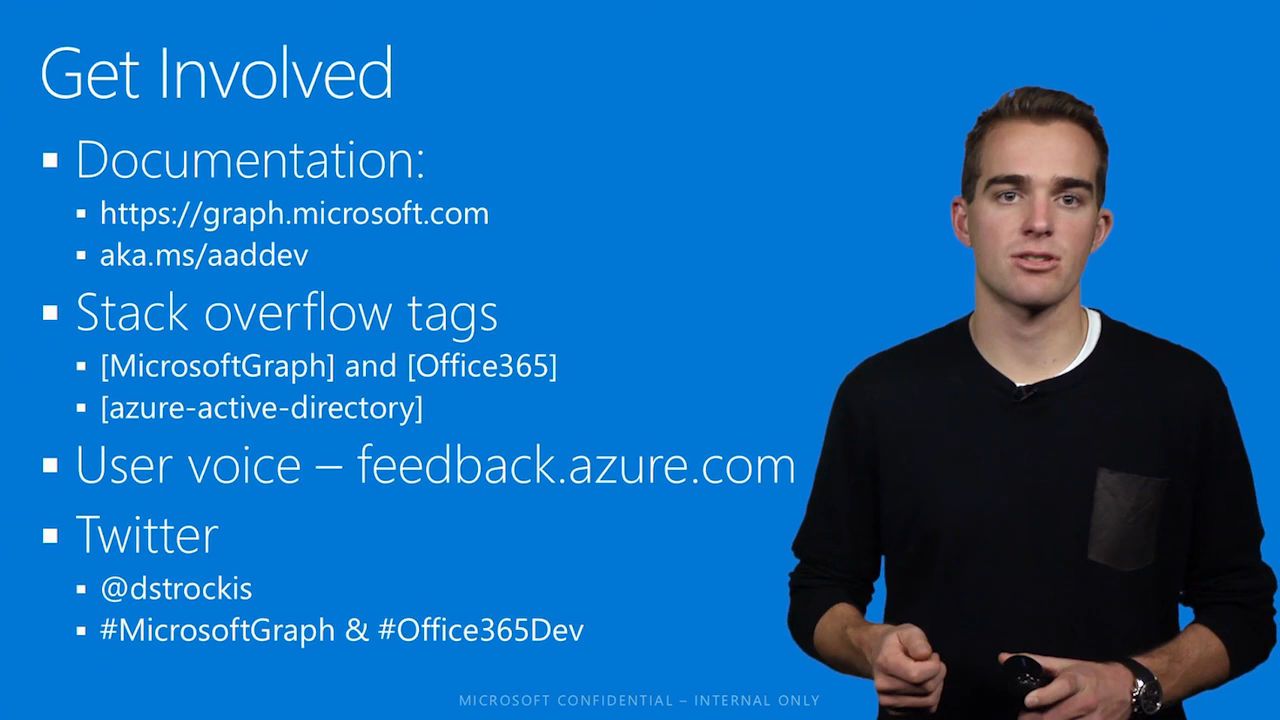 Get Involved
Documentation:
https://graph.microsoft.com
aka.ms/aaddev
Stack overflow tags
[MicrosoftGraph] and [Office365]
[azure-active-directory]
User voice – feedback.azure.com
Twitter
@dstrockis
#MicrosoftGraph & #Office365Dev
MICROSOFT CONFIDENTIAL – INTERNAL ONLY